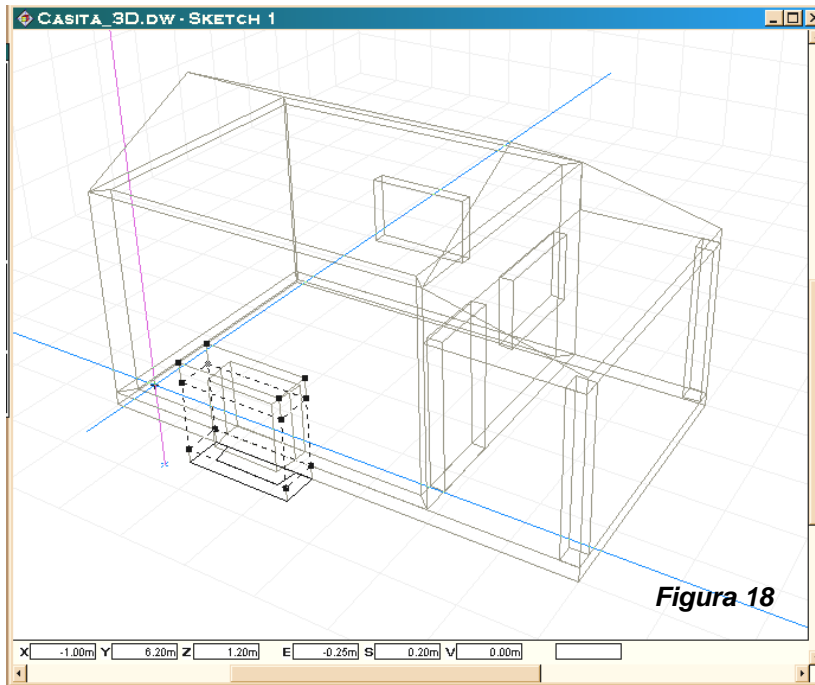 CASITA_3D.DW - SKETCH 1
Figura 18
X -1.00m Y 6.20m Z 1.20m E -0.25m S 0.20m V 0.00m